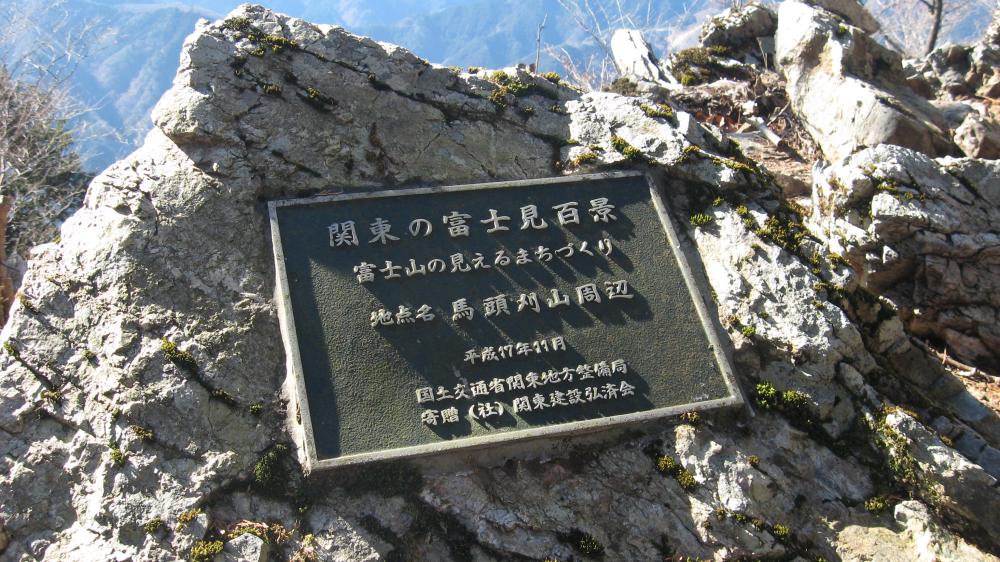 関東の富士見百景
富士山の見えるまちづくり
地点名 馬頭刈山周辺
平成17年11月
国土交通省関東地方整備局
寄贈（社）関東建設弘済会